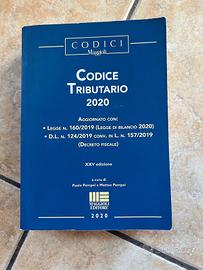 CODICI
Maggioli
CODICE
TRIBUTARIO
2020
AGGIORNATO CON:
• LEGGE N. 160/2019 (LEGGE DI BILANCIO 2020)
• D.L. N. 124/2019 CONV. IN L. N. 157/2019
(DECRETO FISCALE)
XXV edizione
a cura di
Paola Pompei e Matteo Pompei
MAGGIOLI
EDITORE
2020